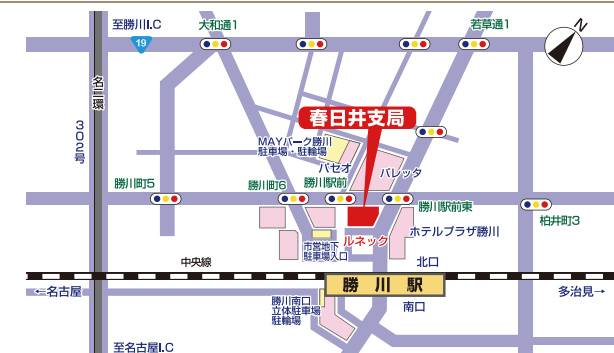 至勝川I.C
19
大和通1
若草通1
N
名二環
302号
春日井支局
MAYパーク勝川
駐車場・駐輪場
パセオ
パレッタ
勝川町5
勝川町6
勝川駅前
勝川駅前東
柏井町3
市営地下
駐車場入口
ルネック
ホテルプラザ勝川
中央線
北口
←名古屋
勝川駅
多治見→
勝川南口
立体駐車場
駐輪場
南口
至名古屋I.C